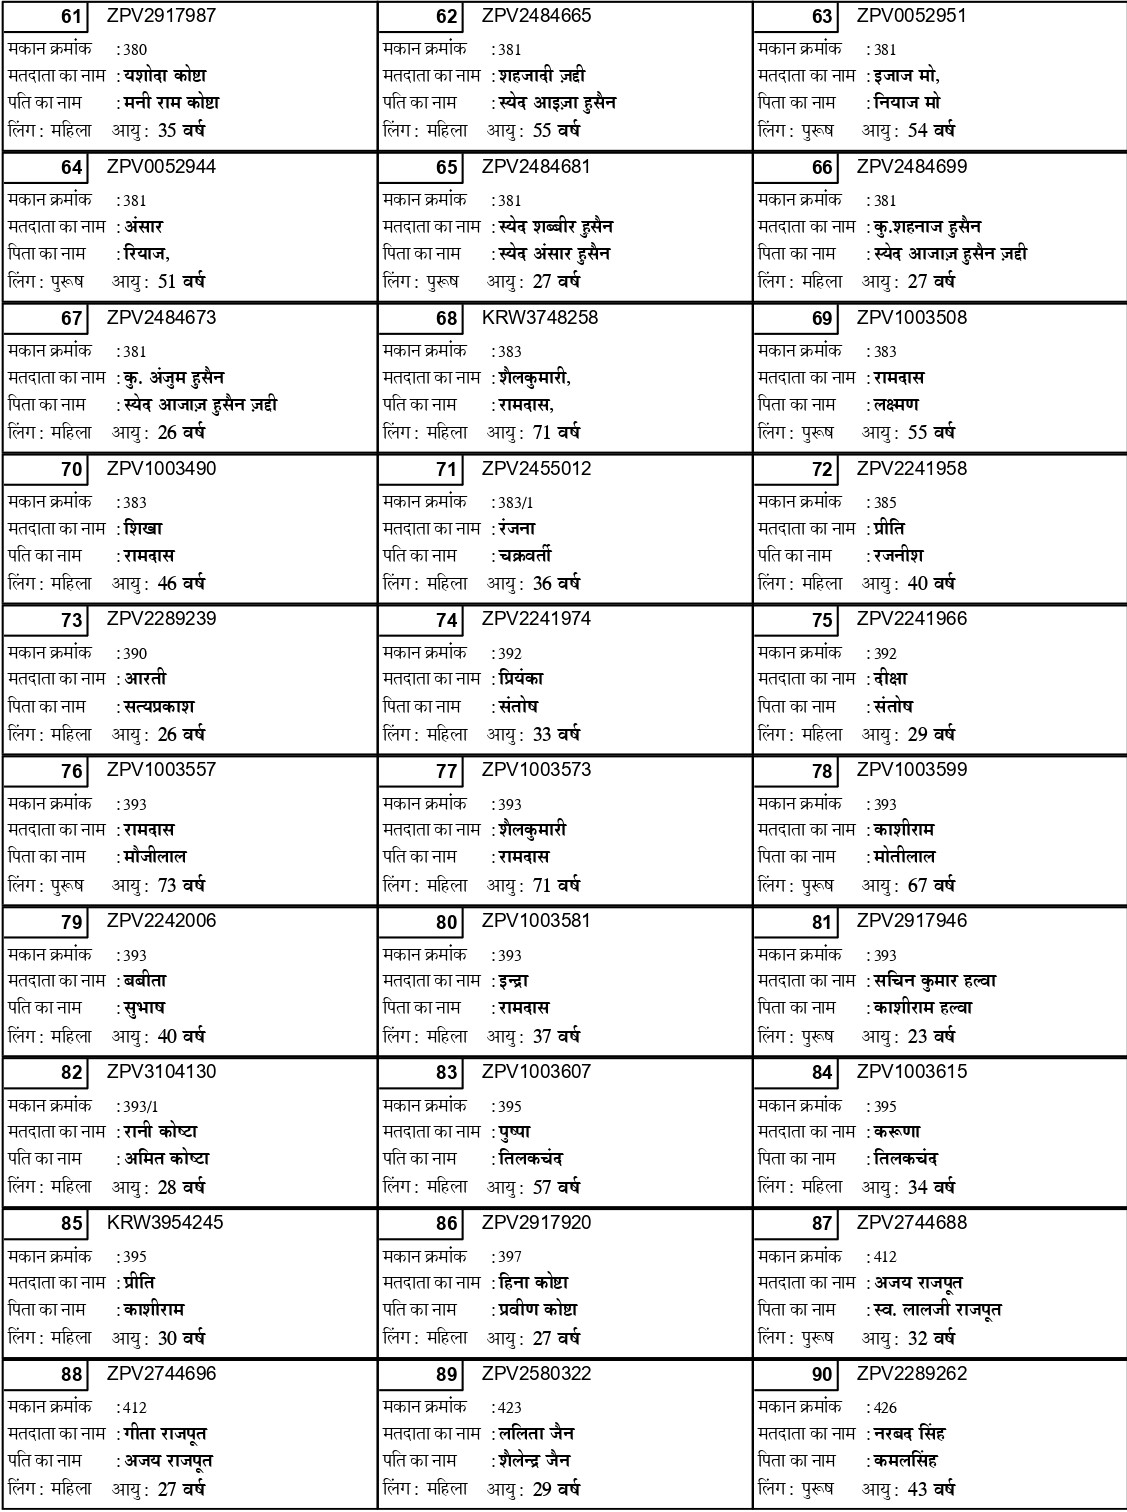 61 ZPV2917987
मकान क्रमांक : 380
मतदाता का नाम : यशोदा कोष्टा
पति का नाम : मनी राम कोष्टा
लिंग : महिला आयु : 35 वर्ष
62 ZPV2484665
मकान क्रमांक : 381
मतदाता का नाम : शहजादी ज़द्दी
पति का नाम : स्येद आइज़ा हुसैन
लिंग : महिला आयु : 55 वर्ष
63 ZPV0052951
मकान क्रमांक : 381
मतदाता का नाम : इजाज मो,
पिता का नाम : नियाज मो
लिंग : पुरूष आयु : 54 वर्ष
64 ZPV0052944
मकान क्रमांक : 381
मतदाता का नाम : अंसार
पिता का नाम : रियाज,
लिंग : पुरूष आयु : 51 वर्ष
65 ZPV2484681
मकान क्रमांक : 381
मतदाता का नाम : स्येद शब्बीर हुसैन
पिता का नाम : स्येद अंसार हुसैन
लिंग : पुरूष आयु : 27 वर्ष
66 ZPV2484699
मकान क्रमांक : 381
मतदाता का नाम : कु.शहनाज हुसैन
पिता का नाम : स्येद आजाज़ हुसैन ज़द्दी
लिंग : महिला आयु : 27 वर्ष
67 ZPV2484673
मकान क्रमांक : 381
मतदाता का नाम : कु. अंजुम हुसैन
पिता का नाम : स्येद आजाज़ हुसैन ज़द्दी
लिंग : महिला आयु : 26 वर्ष
68 KRW3748258
मकान क्रमांक : 383
मतदाता का नाम : शैलकुमारी,
पति का नाम : रामदास,
लिंग : महिला आयु : 71 वर्ष
69 ZPV1003508
मकान क्रमांक : 383
मतदाता का नाम : रामदास
पिता का नाम : लक्ष्मण
लिंग : पुरूष आयु : 55 वर्ष
70 ZPV1003490
मकान क्रमांक : 383
मतदाता का नाम : शिखा
पति का नाम : रामदास
लिंग : महिला आयु : 46 वर्ष
71 ZPV2455012
मकान क्रमांक : 383/1
मतदाता का नाम : रंजना
पति का नाम : चक्रवर्ती
लिंग : महिला आयु : 36 वर्ष
72 ZPV2241958
मकान क्रमांक : 385
मतदाता का नाम : प्रीति
पति का नाम : रजनीश
लिंग : महिला आयु : 40 वर्ष
73 ZPV2289239
मकान क्रमांक : 390
मतदाता का नाम : आरती
पिता का नाम : सत्यप्रकाश
लिंग : महिला आयु : 26 वर्ष
74 ZPV2241974
मकान क्रमांक : 392
मतदाता का नाम : प्रियंका
पिता का नाम : संतोष
लिंग : महिला आयु : 33 वर्ष
75 ZPV2241966
मकान क्रमांक : 392
मतदाता का नाम : दीक्षा
पिता का नाम : संतोष
लिंग : महिला आयु : 29 वर्ष
76 ZPV1003557
मकान क्रमांक : 393
मतदाता का नाम : रामदास
पिता का नाम : मौजीलाल
लिंग : पुरूष आयु : 73 वर्ष
77 ZPV1003573
मकान क्रमांक : 393
मतदाता का नाम : शैलकुमारी
पति का नाम : रामदास
लिंग : महिला आयु : 71 वर्ष
78 ZPV1003599
मकान क्रमांक : 393
मतदाता का नाम : काशीराम
पिता का नाम : मोतीलाल
लिंग : पुरूष आयु : 67 वर्ष
79 ZPV2242006
मकान क्रमांक : 393
मतदाता का नाम : बबीता
पति का नाम : सुभाष
लिंग : महिला आयु : 40 वर्ष
80 ZPV1003581
मकान क्रमांक : 393
मतदाता का नाम : इन्द्रा
पिता का नाम : रामदास
लिंग : महिला आयु : 37 वर्ष
81 ZPV2917946
मकान क्रमांक : 393
मतदाता का नाम : सचिन कुमार हल्वा
पिता का नाम : काशीराम हल्वा
लिंग : पुरूष आयु : 23 वर्ष
82 ZPV3104130
मकान क्रमांक : 393/1
मतदाता का नाम : रानी कोष्टा
पति का नाम : अमित कोष्टा
लिंग : महिला आयु : 28 वर्ष
83 ZPV1003607
मकान क्रमांक : 395
मतदाता का नाम : पुष्पा
पति का नाम : तिलकचंद
लिंग : महिला आयु : 57 वर्ष
84 ZPV1003615
मकान क्रमांक : 395
मतदाता का नाम : करूणा
पिता का नाम : तिलकचंद
लिंग : महिला आयु : 34 वर्ष
85 KRW3954245
मकान क्रमांक : 395
मतदाता का नाम : प्रीति
पिता का नाम : काशीराम
लिंग : महिला आयु : 30 वर्ष
86 ZPV2917920
मकान क्रमांक : 397
मतदाता का नाम : हिना कोष्टा
पति का नाम : प्रवीण कोष्टा
लिंग : महिला आयु : 27 वर्ष
87 ZPV2744688
मकान क्रमांक : 412
मतदाता का नाम : अजय राजपूत
पिता का नाम : स्व. लालजी राजपूत
लिंग : पुरूष आयु : 32 वर्ष
88 ZPV2744696
मकान क्रमांक : 412
मतदाता का नाम : गीता राजपूत
पति का नाम : अजय राजपूत
लिंग : महिला आयु : 27 वर्ष
89 ZPV2580322
मकान क्रमांक : 423
मतदाता का नाम : ललिता जैन
पति का नाम : शैलेन्द्र जैन
लिंग : महिला आयु : 29 वर्ष
90 ZPV2289262
मकान क्रमांक : 426
मतदाता का नाम : नरबद सिंह
पिता का नाम : कमलसिंह
लिंग : पुरूष आयु : 43 वर्ष